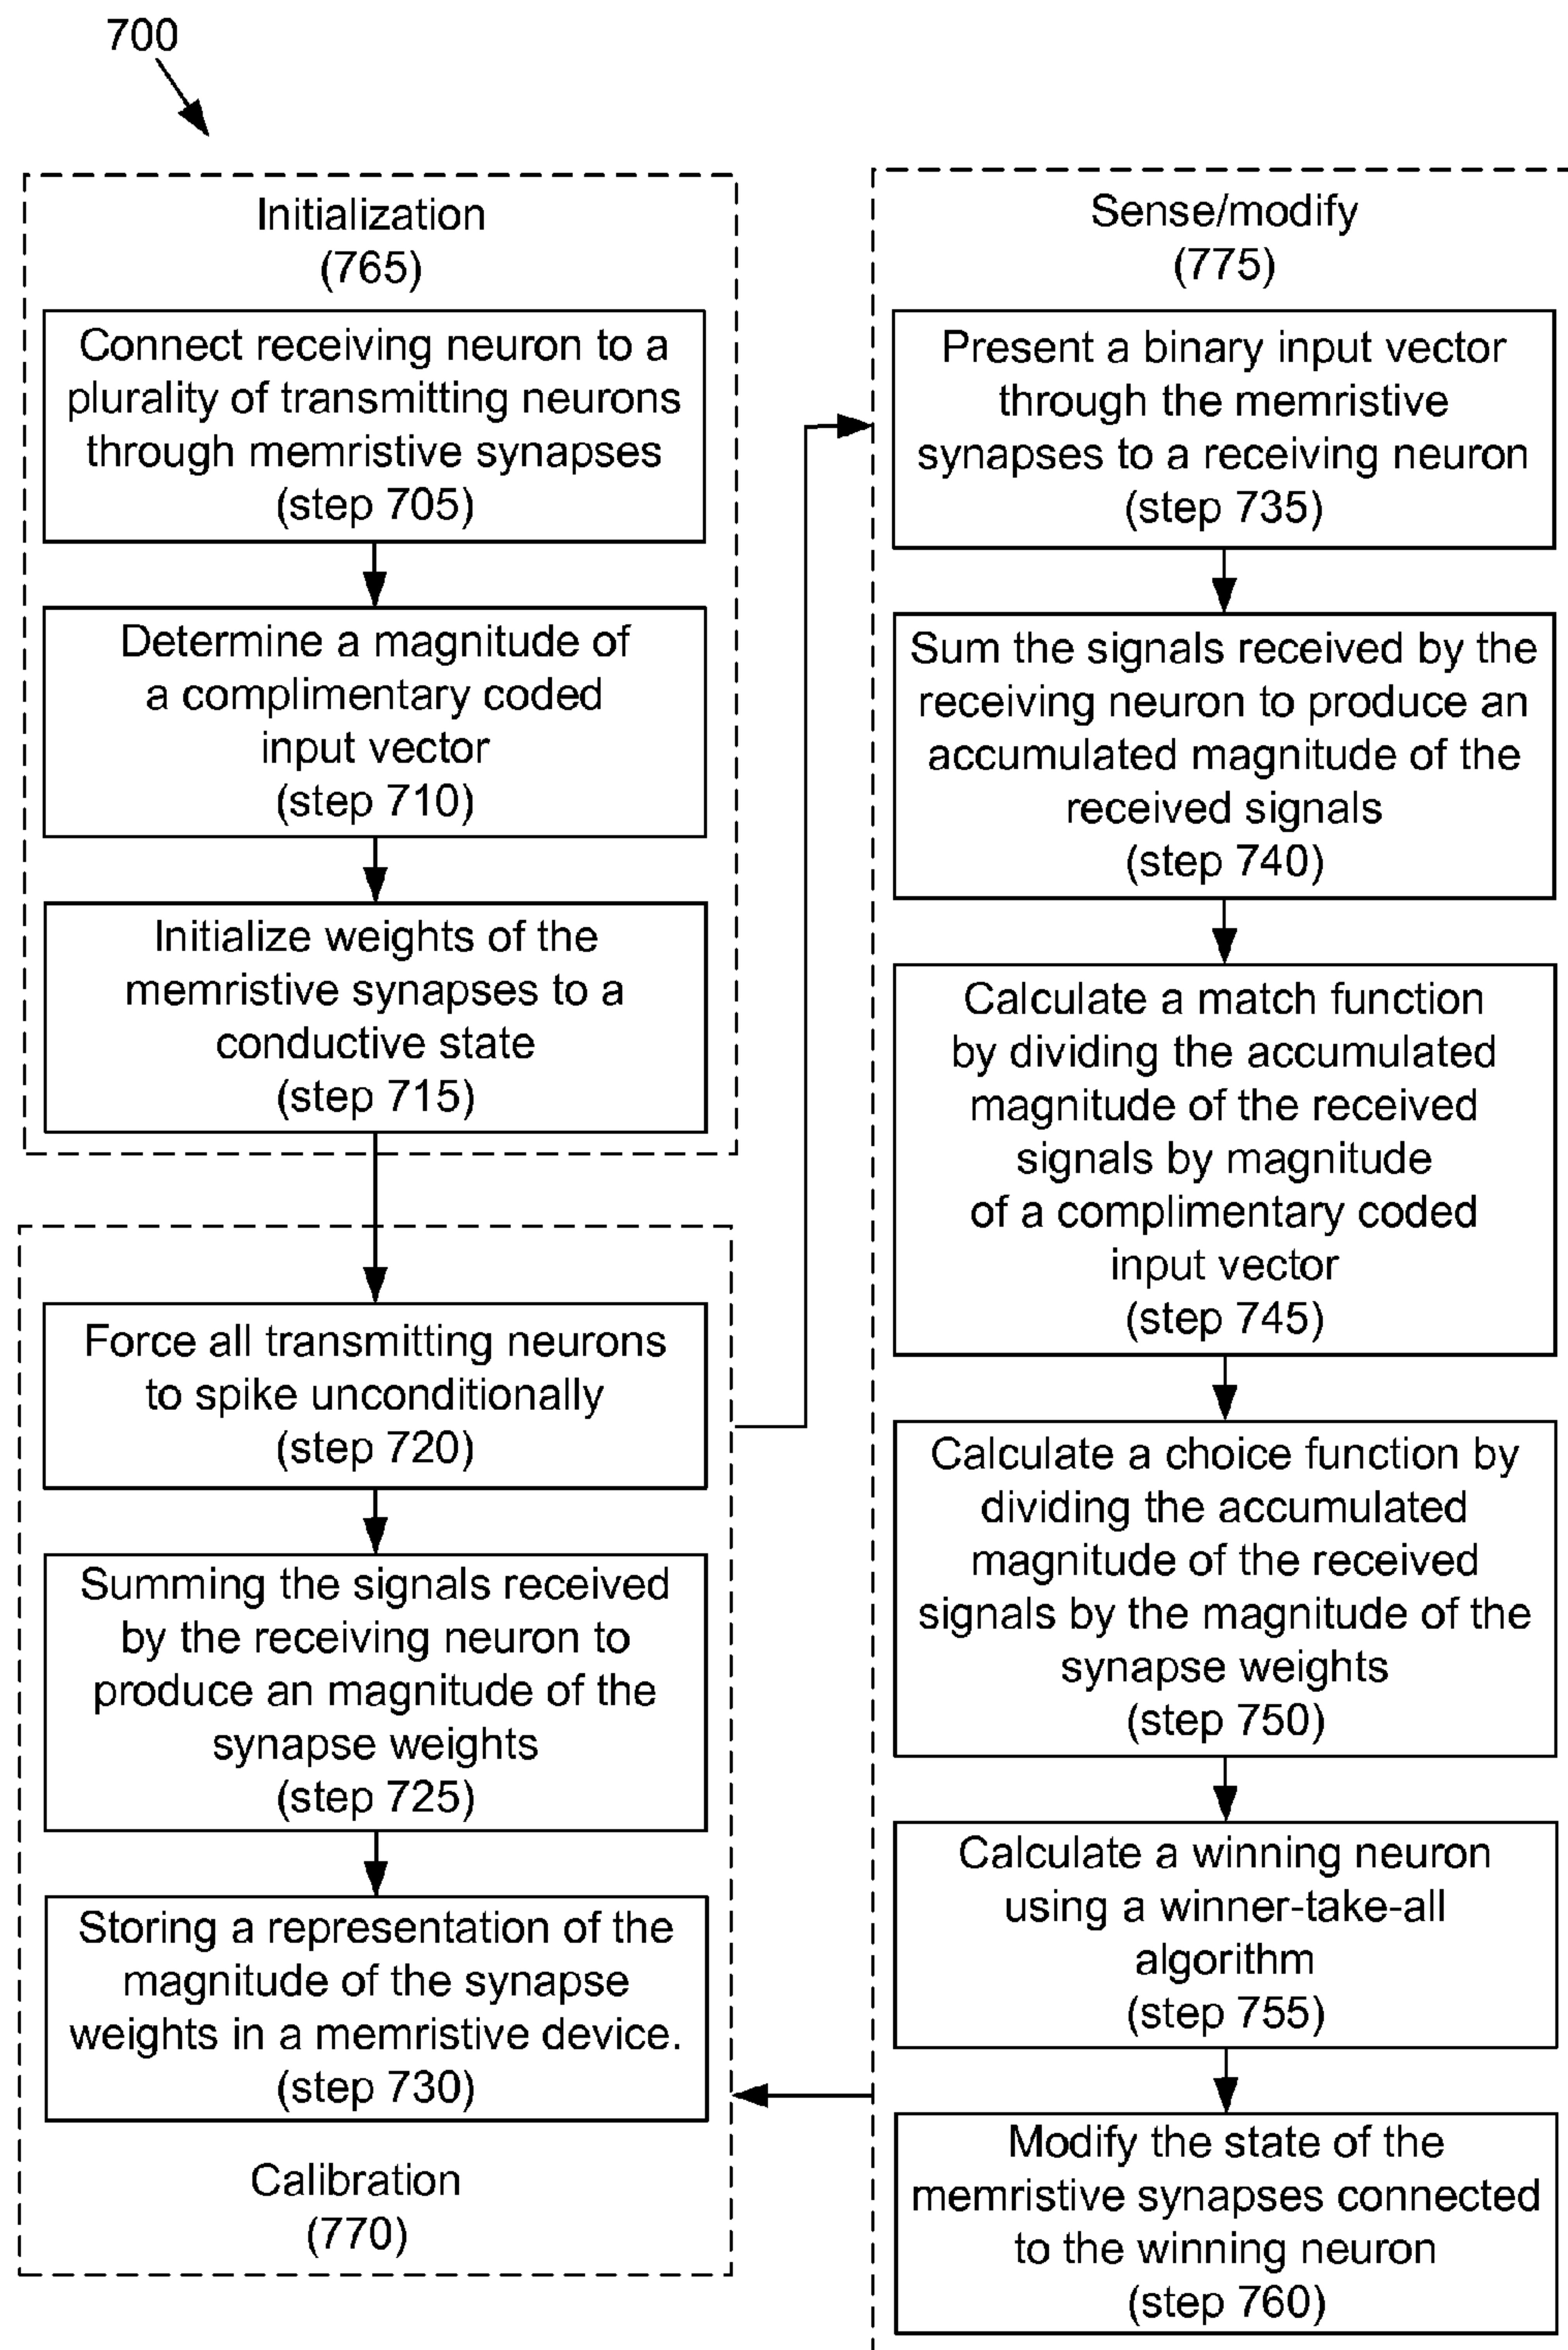 700
Initialization
(765)
Connect receiving neuron to a
plurality of transmitting neurons
through memristive synapses
(step 705)
Determine a magnitude of
a complimentary coded
input vector
(step 710)
Initialize weights of the
memristive synapses to a
conductive state
(step 715)
Force all transmitting neurons
to spike unconditionally
(step 720)
Summing the signals received
by the receiving neuron to
produce an magnitude of the
synapse weights
(step 725)
Storing a representation of the
magnitude of the synapse
weights in a memristive device.
(step 730)
Calibration
(770)
Sense/modify
(775)
Present a binary input vector
through the memristive
synapses to a receiving neuron
(step 735)
Sum the signals received by the
receiving neuron to produce an
accumulated magnitude of the
received signals
(step 740)
Calculate a match function
by dividing the accumulated
magnitude of the received
signals by magnitude
of a complimentary coded
input vector
(step 745)
Calculate a choice function by
dividing the accumulated
magnitude of the received
signals by the magnitude of the
synapse weights
(step 750)
Calculate a winning neuron
using a winner-take-all
algorithm
(step 755)
Modify the state of the
memristive synapses connected
to the winning neuron
(step 760)